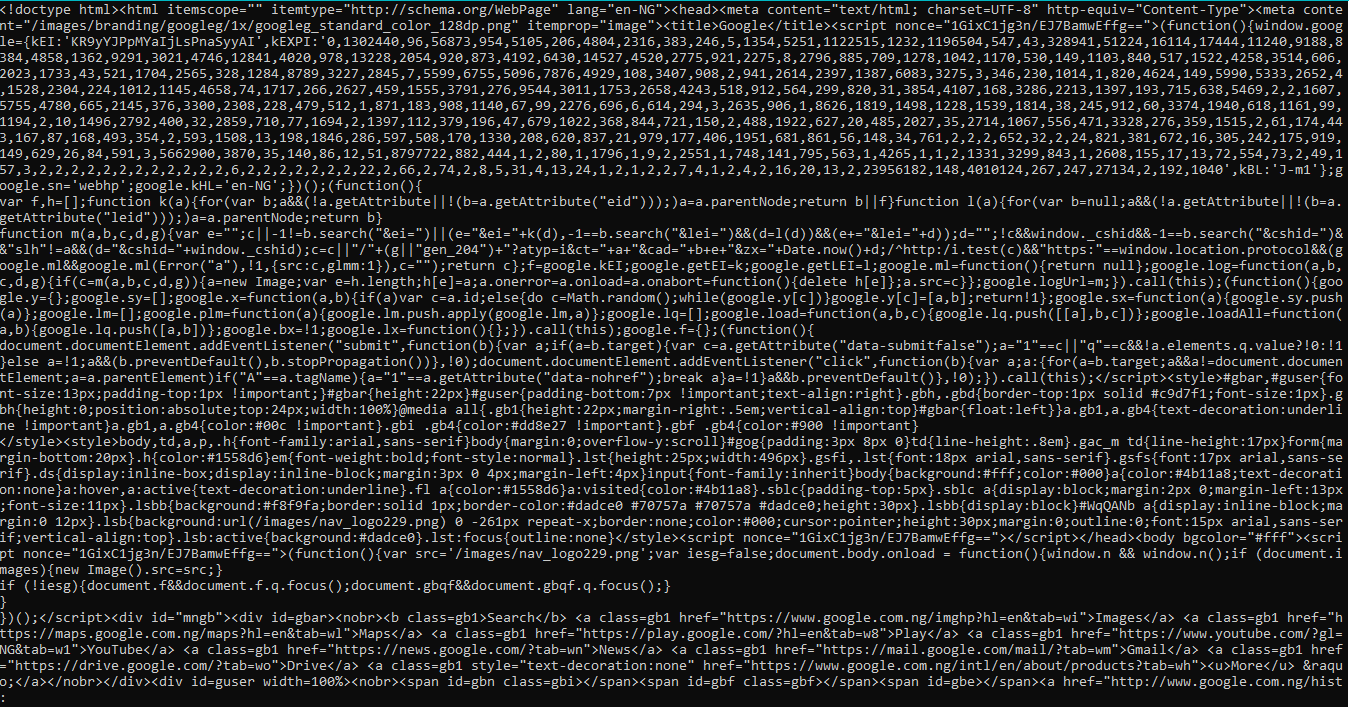 <!doctype html><html itemscope="" itemtype="http://schema.org/WebPage" lang="en-NG"><head><meta content="text/html; charset=UTF-8" http-equiv="Content-Type"><meta cont
ent="/images/branding/googleg/1x/googleg_standard_color_128dp.png" itemprop="image"><title>Google</title><script nonce="1GixC1jg3n/EJ7BamwEffg==">(function(){window.goog
le={kEI:'KR9yYJPpMYaIjLsPnaSyyAI',kEXPI:'0,1302440,96,56873,954,5105,206,4804,2316,383,246,5,1354,5251,1122515,1232,1196504,547,43,328941,51224,16114,17444,11240,9188,8
384,4858,1362,9291,3021,4746,12841,4020,978,13228,2054,920,873,4192,6430,14527,4520,2775,921,2275,8,2796,885,709,1278,1042,1170,530,149,1103,840,517,1522,4258,3514,606,
2023,1733,43,521,1704,2565,328,1284,8789,3227,2845,7,5599,6755,5096,7876,4929,108,3407,908,2,941,2614,2397,1387,6083,3275,3,346,230,1014,1,820,4624,149,5990,5333,2652,4
,1528,2304,224,1012,1145,4658,74,1717,266,2627,459,1555,3791,276,9544,3011,1753,2658,4243,518,912,564,299,820,31,3854,4107,168,3286,2213,1397,193,715,638,5469,2,2,1607,
5755,4780,665,2145,376,3300,2308,228,479,512,1,871,183,908,1140,67,99,2276,696,6,614,294,3,2635,906,1,8626,1819,1498,1228,1539,1814,38,245,912,60,3374,1940,618,1161,99,
1194,2,10,1496,2792,400,32,2859,710,77,1694,2,1397,112,379,196,47,679,1022,368,844,721,150,2,488,1922,627,20,485,2027,35,2714,1067,556,471,3328,276,359,1515,2,61,174,44
3,167,87,168,493,354,2,593,1508,13,198,1846,286,597,508,170,1330,208,620,837,21,979,177,406,1951,681,861,56,148,34,761,2,2,2,652,32,2,24,821,381,672,16,305,242,175,919,
149,629,26,84,591,3,5662900,3870,35,140,86,12,51,8797722,882,444,1,2,80,1,1796,1,9,2,2551,1,748,141,795,563,1,4265,1,1,2,1331,3299,843,1,2608,155,17,13,72,554,73,2,49,1
57,3,2,2,2,2,2,2,2,2,2,2,2,2,6,2,2,2,2,2,2,2,22,2,66,2,74,2,8,5,31,4,13,24,1,2,1,2,2,7,4,1,2,4,2,16,20,13,2,23956182,148,4010124,267,247,27134,2,192,1040',kBL:'J-m1'};g
oogle.sn='webhp';google.kHL='en-NG';})();(function(){
var f,h=[];function k(a){for(var b;a&&(!a.getAttribute||!(b=a.getAttribute("eid")));)a=a.parentNode;return b||f}function l(a){for(var b=null;a&&(!a.getAttribute||!(b=a.
getAttribute("leid")));)a=a.parentNode;return b}
function m(a,b,c,d,g){var e="";c||-1!=b.search("&ei=")||(e="&ei="+k(d),-1==b.search("&lei=")&&(d=l(d))&&(e+="&lei="+d));d="";!c&&window._cshid&&-1==b.search("&cshid=")&
&"slh"!=a&&(d="&cshid="+window._cshid);c=c||"/"+(g||"gen_204")+"?atyp=i&ct="+a+"&cad="+b+e+"&zx="+Date.now()+d;/^http:/i.test(c)&&"https:"==window.location.protocol&&(g
oogle.ml&&google.ml(Error("a"),!1,{src:c,glmm:1}),c="");return c};f=google.kEI;google.getEI=k;google.getLEI=l;google.ml=function(){return null};google.log=function(a,b,
c,d,g){if(c=m(a,b,c,d,g)){a=new Image;var e=h.length;h[e]=a;a.onerror=a.onload=a.onabort=function(){delete h[e]};a.src=c}};google.logUrl=m;}).call(this);(function(){goo
gle.y={};google.sy=[];google.x=function(a,b){if(a)var c=a.id;else{do c=Math.random();while(google.y[c])}google.y[c]=[a,b];return!1};google.sx=function(a){google.sy.push
(a)};google.lm=[];google.plm=function(a){google.lm.push.apply(google.lm,a)};google.lq=[];google.load=function(a,b,c){google.lq.push([[a],b,c])};google.loadAll=function(
a,b){google.lq.push([a,b])};google.bx=!1;google.lx=function(){};}).call(this);google.f={};(function(){
document.documentElement.addEventListener("submit",function(b){var a;if(a=b.target){var c=a.getAttribute("data-submitfalse");a="1"==c||"q"==c&&!a.elements.q.value?!0:!1
}else a=!1;a&&(b.preventDefault(),b.stopPropagation())},!0);document.documentElement.addEventListener("click",function(b){var a;a:{for(a=b.target;a&&a!=document.documen
tElement;a=a.parentElement)if("A"==a.tagName){a="1"==a.getAttribute("data-nohref");break a}a=!1}a&&b.preventDefault()},!0);}).call(this);</script><style>#gbar,#guser{fo
nt-size:13px;padding-top:1px !important;}#gbar{height:22px}#guser{padding-bottom:7px !important;text-align:right}.gbh,.gbd{border-top:1px solid #c9d7f1;font-size:1px}.g
bh{height:0;position:absolute;top:24px;width:100%}@media all{.gb1{height:22px;margin-right:.5em;vertical-align:top}#gbar{float:left}}a.gb1,a.gb4{text-decoration:underli
ne !important}a.gb1,a.gb4{color:#00c !important}.gbi .gb4{color:#dd8e27 !important}.gbf .gb4{color:#900 !important}
</style><style>body,td,a,p,.h{font-family:arial,sans-serif}body{margin:0;overflow-y:scroll}#gog{padding:3px 8px 0}td{line-height:.8em}.gac_m td{line-height:17px}form{ma
rgin-bottom:20px}.h{color:#1558d6}em{font-weight:bold;font-style:normal}.lst{height:25px;width:496px}.gsfi,.lst{font:18px arial,sans-serif}.gsfs{font:17px arial,sans-se
rif}.ds{display:inline-box;display:inline-block;margin:3px 0 4px;margin-left:4px}input{font-family:inherit}body{background:#fff;color:#000}a{color:#4b11a8;text-decorati
on:none}a:hover,a:active{text-decoration:underline}.fl a{color:#1558d6}a:visited{color:#4b11a8}.sblc{padding-top:5px}.sblc a{display:block;margin:2px 0;margin-left:13px
;font-size:11px}.lsbb{background:#f8f9fa;border:solid 1px;border-color:#dadce0 #70757a #70757a #dadce0;height:30px}.lsbb{display:block}#WqQANb a{display:inline-block;ma
rgin:0 12px}.lsb{background:url(/images/nav_logo229.png) 0 -261px repeat-x;border:none;color:#000;cursor:pointer;height:30px;margin:0;outline:0;font:15px arial,sans-ser
if;vertical-align:top}.lsb:active{background:#dadce0}.lst:focus{outline:none}</style><script nonce="1GixC1jg3n/EJ7BamwEffg=="></script></head><body bgcolor="#fff"><scri
pt nonce="1GixC1jg3n/EJ7BamwEffg==">(function(){var src='/images/nav_logo229.png';var iesg=false;document.body.onload = function(){window.n && window.n();if (document.i
mages){new Image().src=src;}
if (!iesg){document.f&&document.f.q.focus();document.gbqf&&document.gbqf.q.focus();}
}
})();</script><div id="mngb"><div id=gbar><nobr><b class=gb1>Search</b> <a class=gb1 href="https://www.google.com.ng/imghp?hl=en&tab=wi">Images</a> <a class=gb1 href="h
ttps://maps.google.com.ng/maps?hl=en&tab=wl">Maps</a> <a class=gb1 href="https://play.google.com/?hl=en&tab=w8">Play</a> <a class=gb1 href="https://www.youtube.com/?gl=
NG&tab=w1">YouTube</a> <a class=gb1 href="https://news.google.com/?tab=wn">News</a> <a class=gb1 href="https://mail.google.com/mail/?tab=wm">Gmail</a> <a class=gb1 href
="https://drive.google.com/?tab=wo">Drive</a> <a class=gb1 style="text-decoration:none" href="https://www.google.com.ng/intl/en/about/products?tab=wh"><u>More</u> &raqu
o;</a></nobr></div><div id=guser width=100%><nobr><span id=gbn class=gbi></span><span id=gbf class=gbf></span><span id=gbe></span><a href="http://www.google.com.ng/hist
: